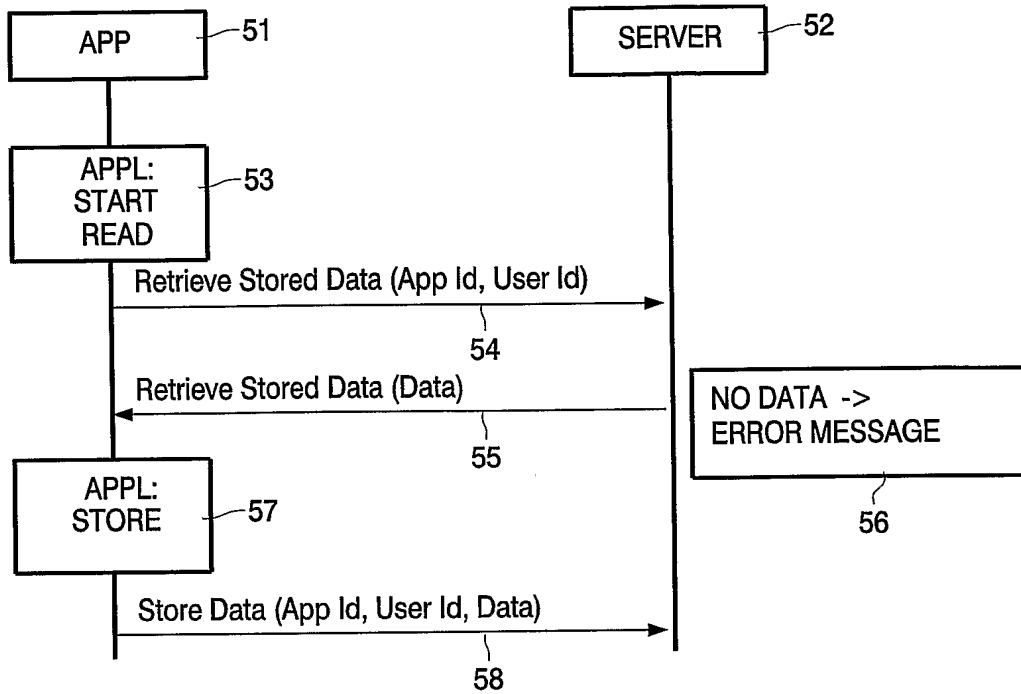 APP
51
SERVER
52
APPL:
START
READ
53
Retrieve Stored Data (App Id, User Id)
54
Retrieve Stored Data (Data)
55
NO DATA ->
ERROR MESSAGE
56
APPL:
STORE
57
Store Data (App Id, User Id, Data)
58